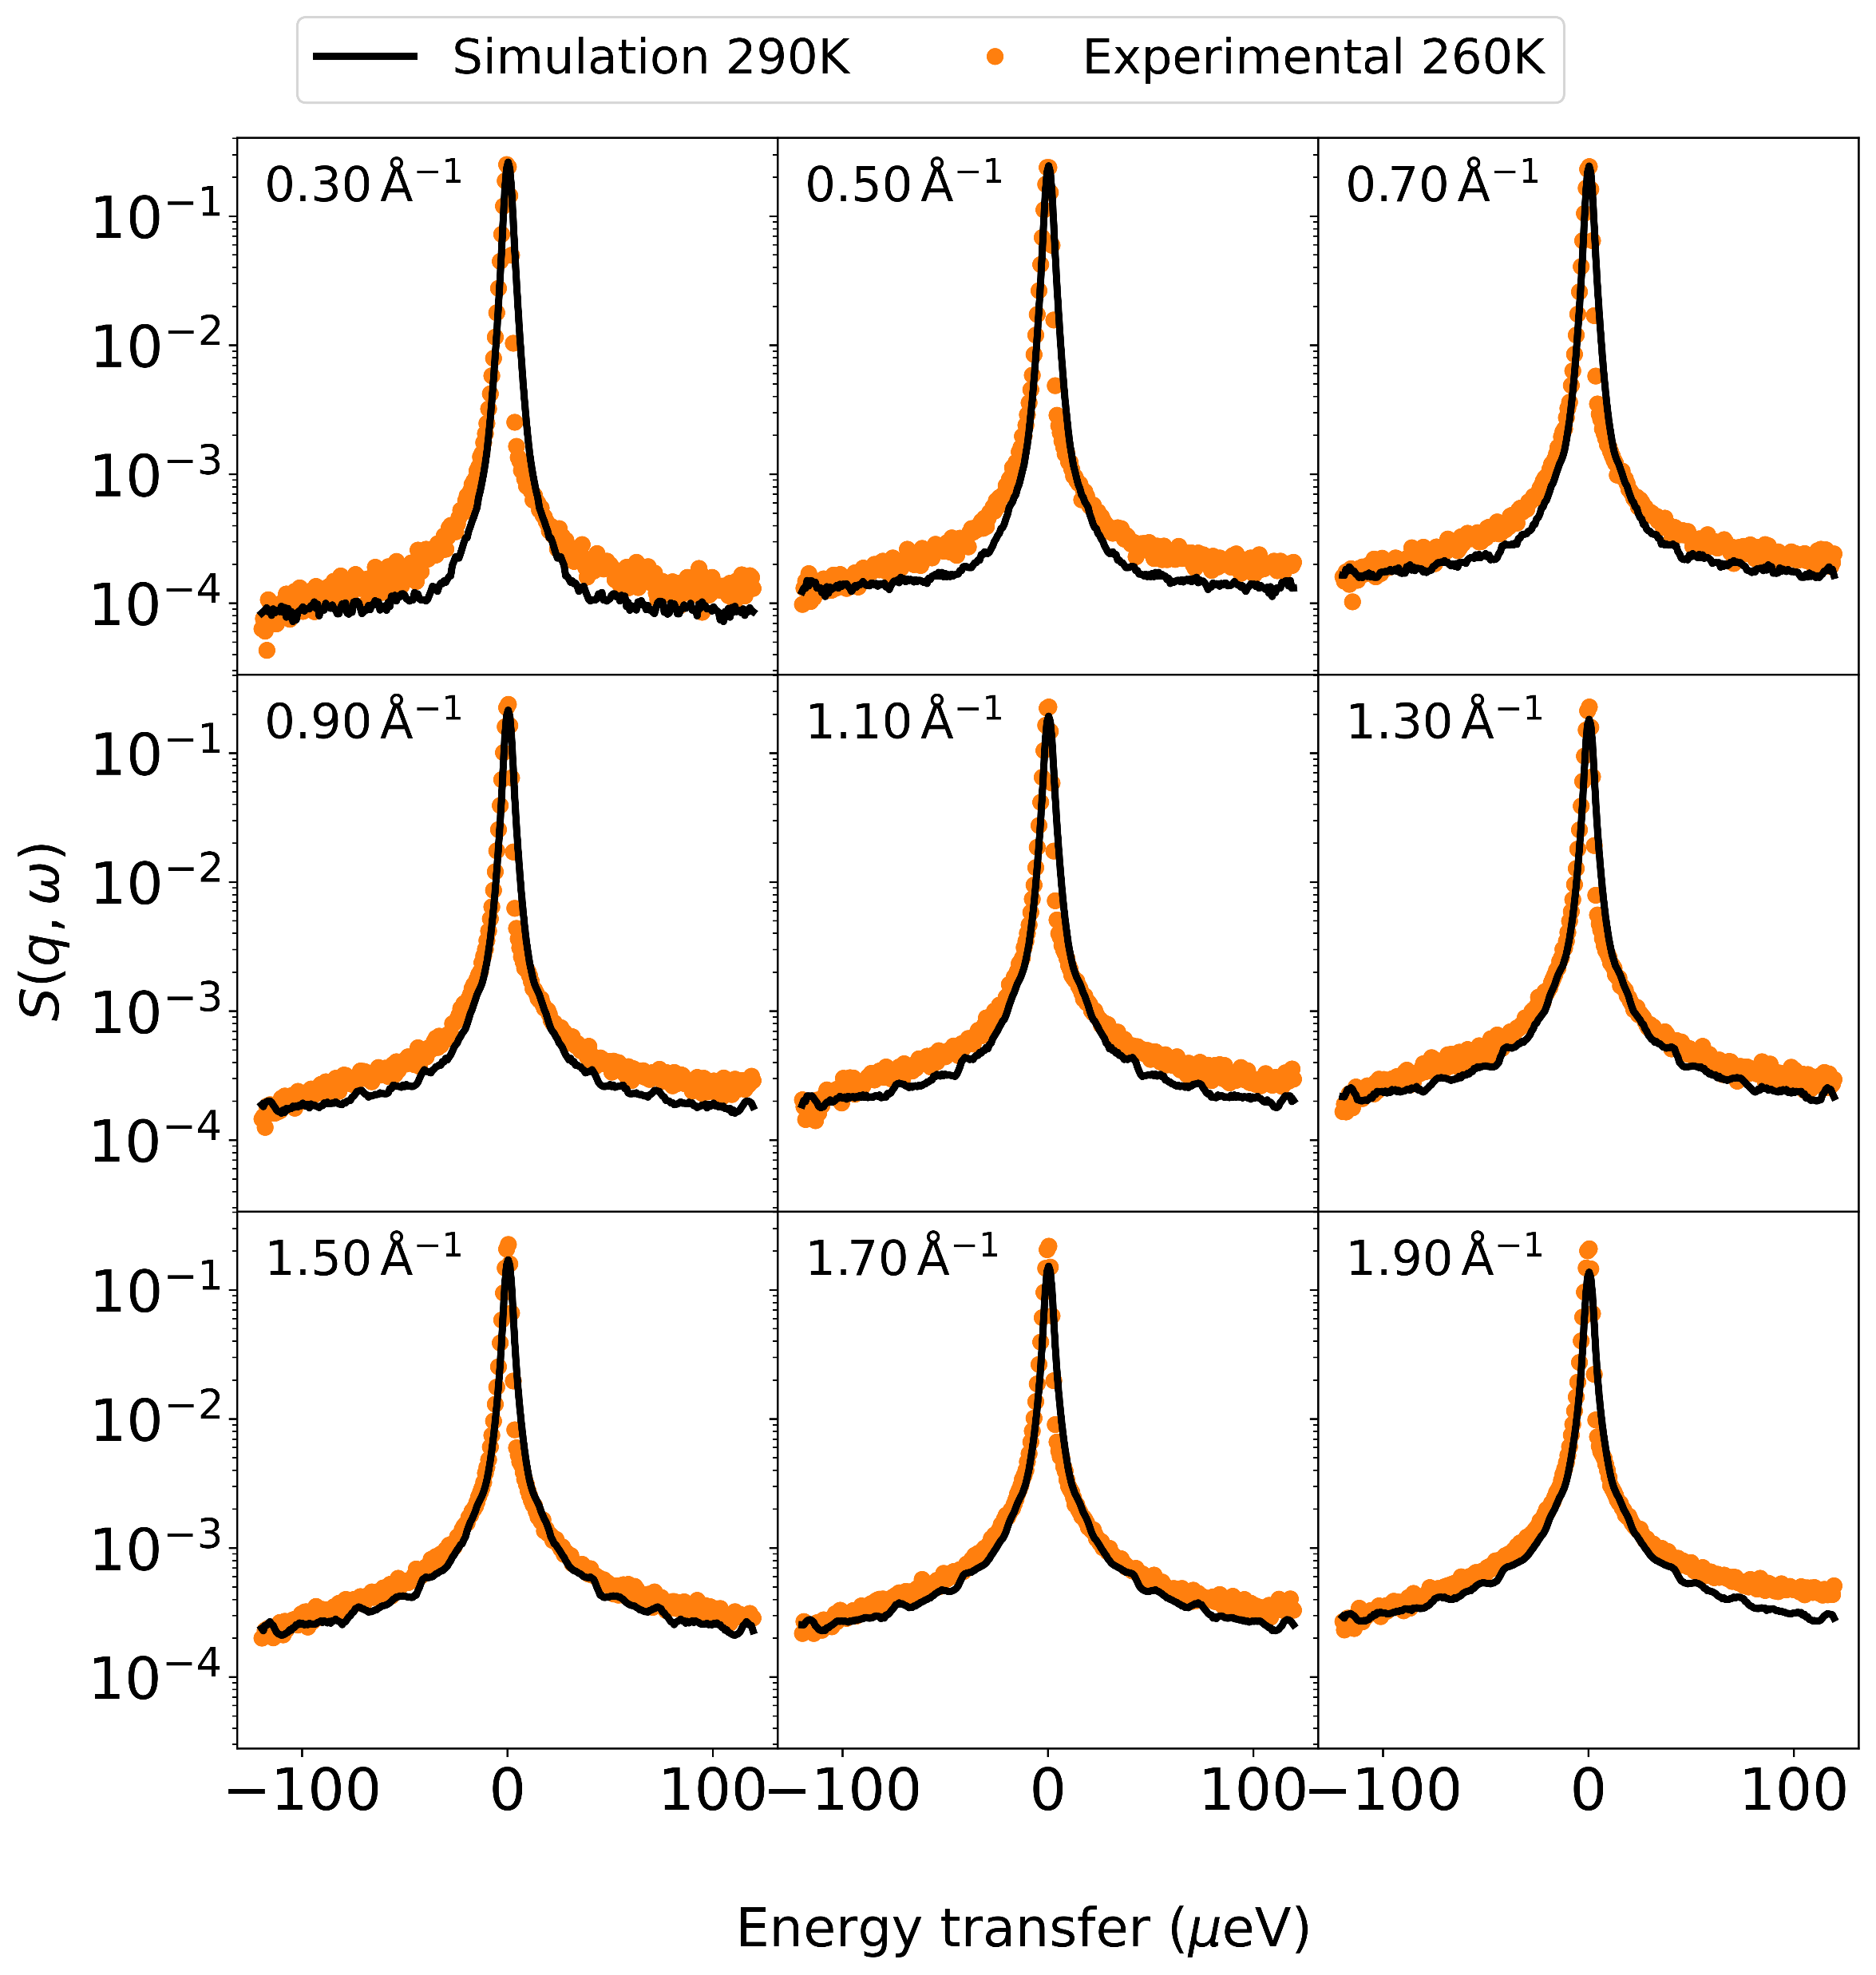 Simulation 290K Experimental 260K
0.30 Å⁻¹ 0.50 Å⁻¹ 0.70 Å⁻¹
10⁻¹
10⁻²
10⁻³
10⁻⁴
0.90 Å⁻¹ 1.10 Å⁻¹ 1.30 Å⁻¹
10⁻¹
10⁻²
10⁻³
10⁻⁴
S(q, ω)
1.50 Å⁻¹ 1.70 Å⁻¹ 1.90 Å⁻¹
10⁻¹
10⁻²
10⁻³
10⁻⁴
−100 0 100 −100 0 100 −100 0 100
Energy transfer (μeV)